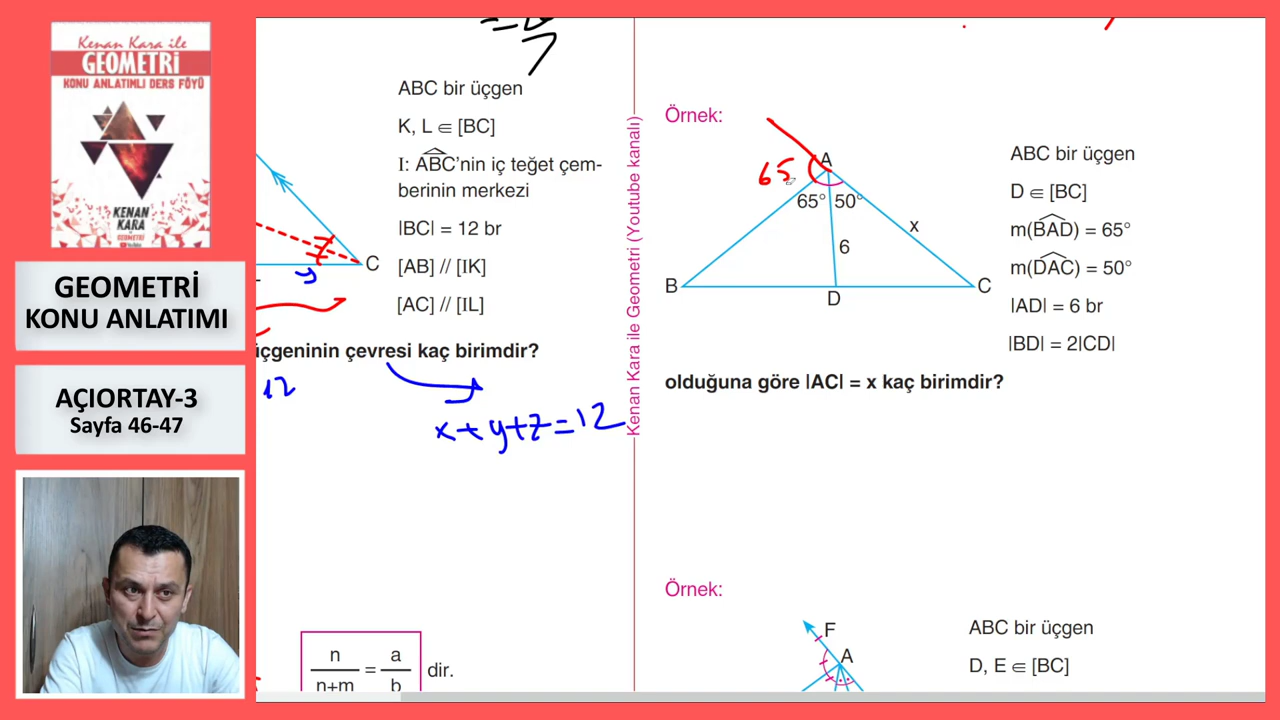 Kenan Kara ile
GEOMETRİ
KONU ANLATIMLI DERS FÖYÜ
KENAN
KARA
GEOMETRİ KONU ANLATIMI
AÇIORTAY-3
Sayfa 46-47
7
ABC bir üçgen
K, L ∈ [BC]
I: ABC'nin iç teğet çem-
berinin merkezi
|BC| = 12 br
[AB] // [IK]
[AC] // [IL]
C
üçgeninin çevresi kaç birimdir?
12
x+y+z=12
n
n+m
=
a
b
dir.
Kenan Kara ile Geometri (Youtube kanalı)
Örnek:
65
A
65° 50°
x
6
B
D
C
ABC bir üçgen
D ∈ [BC]
m(BAD) = 65°
m(DAC) = 50°
|AD| = 6 br
|BD| = 2|CD|
olduğuna göre |AC| = x kaç birimdir?
Örnek:
F
A
ABC bir üçgen
D, E ∈ [BC]